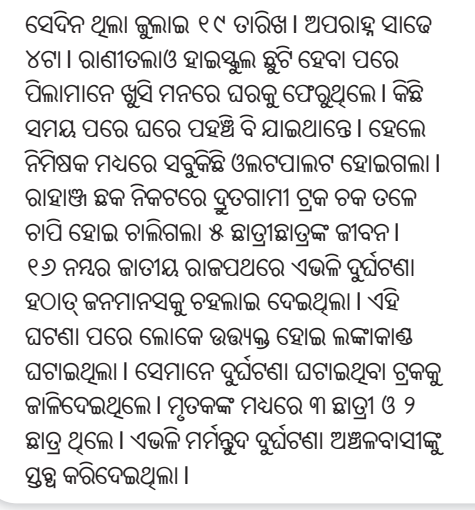 ସେଦିନ ଥିଲା ଜୁଲାଇ ୧୯ ତାରିଖ। ଅପରାହ୍ନ ସାଢେ
୪ଟା। ରାଣୀତଲାଓ ହାଇସ୍କୁଲ ଛୁଟି ହେବା ପରେ
ପିଲାମାନେ ଖୁସି ମନରେ ଘରକୁ ଫେରୁଥିଲେ। କିଛି
ସମୟ ପରେ ଘରେ ପହଞ୍ଚି ବି ଯାଇଥାନ୍ତେ। ହେଲେ
ନିମିଷକ ମଧ୍ୟରେ ସବୁକିଛି ଓଲଟପାଲଟ ହୋଇଗଲା।
ରାହାଞ୍ଜ ଛକ ନିକଟରେ ଦ୍ରୁତଗାମୀ ଟ୍ରକ ଚକ ତଳେ
ଚାପି ହୋଇ ଚାଲିଗଲା ୫ ଛାତ୍ରୀଛାତ୍ରଙ୍କ ଜୀବନ।
୧୬ ନମ୍ବର ଜାତୀୟ ରାଜପଥରେ ଏଭଳି ଦୁର୍ଘଟଣା
ହଠାତ୍ ଜନମାନସକୁ ଚହଲାଇ ଦେଇଥିଲା। ଏହି
ଘଟଣା ପରେ ଲୋକେ ଉତ୍ତ୍ୟକ୍ତ ହୋଇ ଲଙ୍କାକାଣ୍ଡ
ଘଟାଇଥିଲା। ସେମାନେ ଦୁର୍ଘଟଣା ଘଟାଇଥିବା ଟ୍ରକକୁ
ଜାଳିଦେଇଥିଲେ। ମୃତକଙ୍କ ମଧ୍ୟରେ ୩ ଛାତ୍ରୀ ଓ ୨
ଛାତ୍ର ଥିଲେ। ଏଭଳି ମର୍ମନ୍ତୁଦ ଦୁର୍ଘଟଣା ଅଞ୍ଚଳବାସୀଙ୍କୁ
ସ୍ତବ୍ଧ କରିଦେଇଥିଲା।